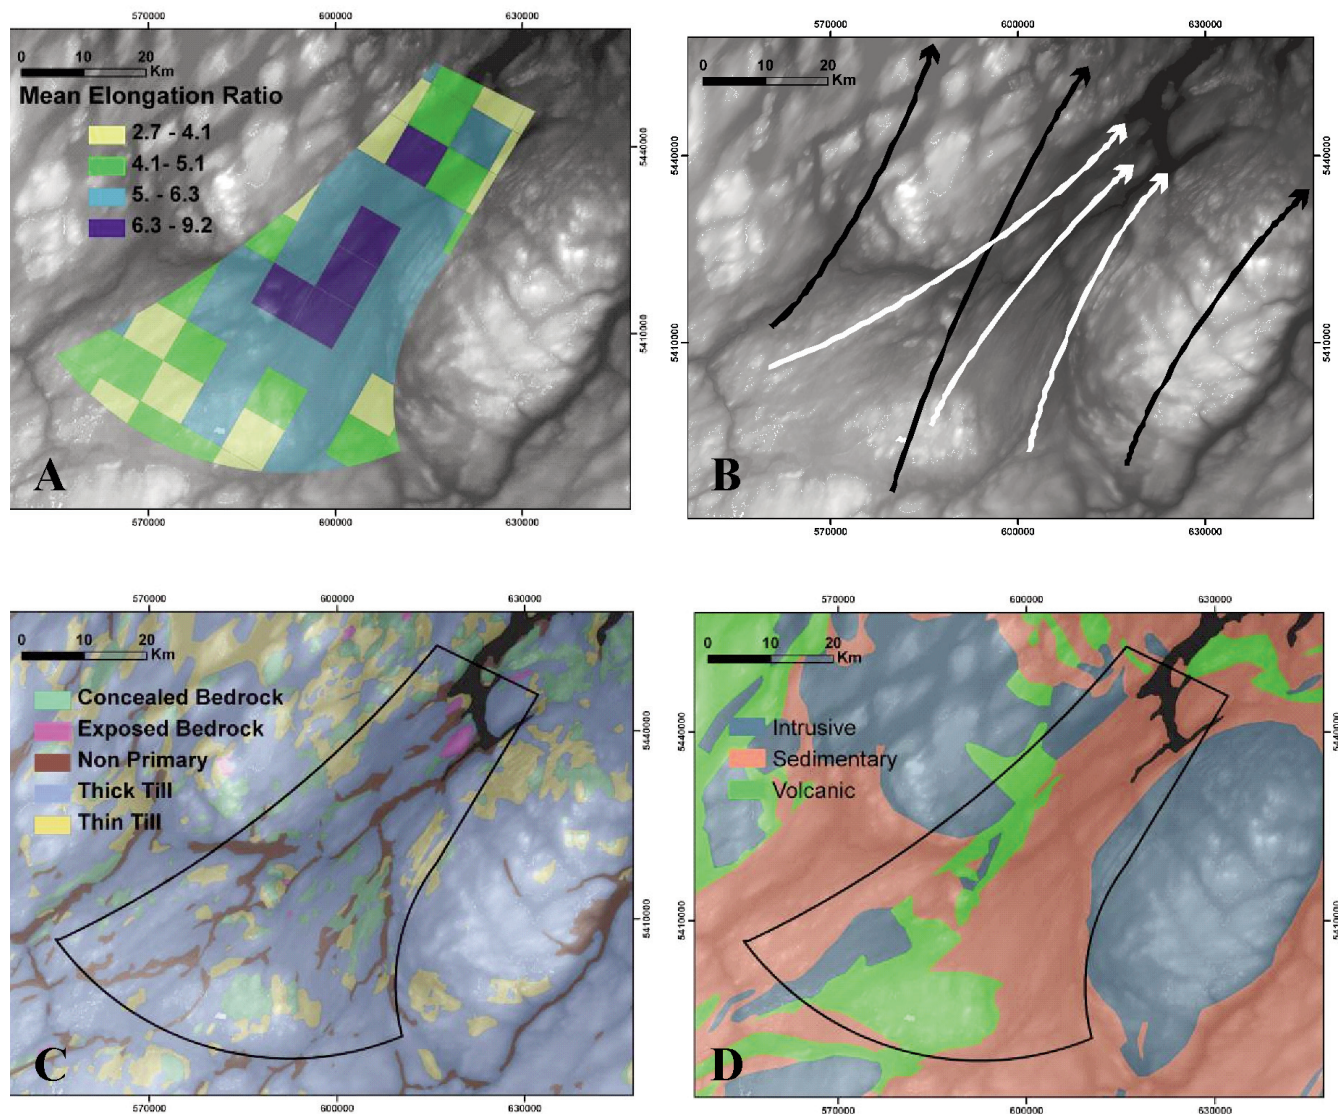 570000 600000 630000
0 10 20 Km
Mean Elongation Ratio
2.7 - 4.1
4.1- 5.1
5. - 6.3
6.3 - 9.2
5440000
5410000
A
570000 600000 630000
570000 600000 630000
0 10 20 Km
5440000 5440000
5410000 5410000
B
570000 600000 630000
570000 600000 630000
0 10 20 Km
Concealed Bedrock
Exposed Bedrock
Non Primary
Thick Till
Thin Till
5440000
5410000
C
570000 600000 630000
570000 600000 630000
0 10 20 Km
Intrusive
Sedimentary
Volcanic
5440000 5440000
5410000 5410000
D
570000 600000 630000